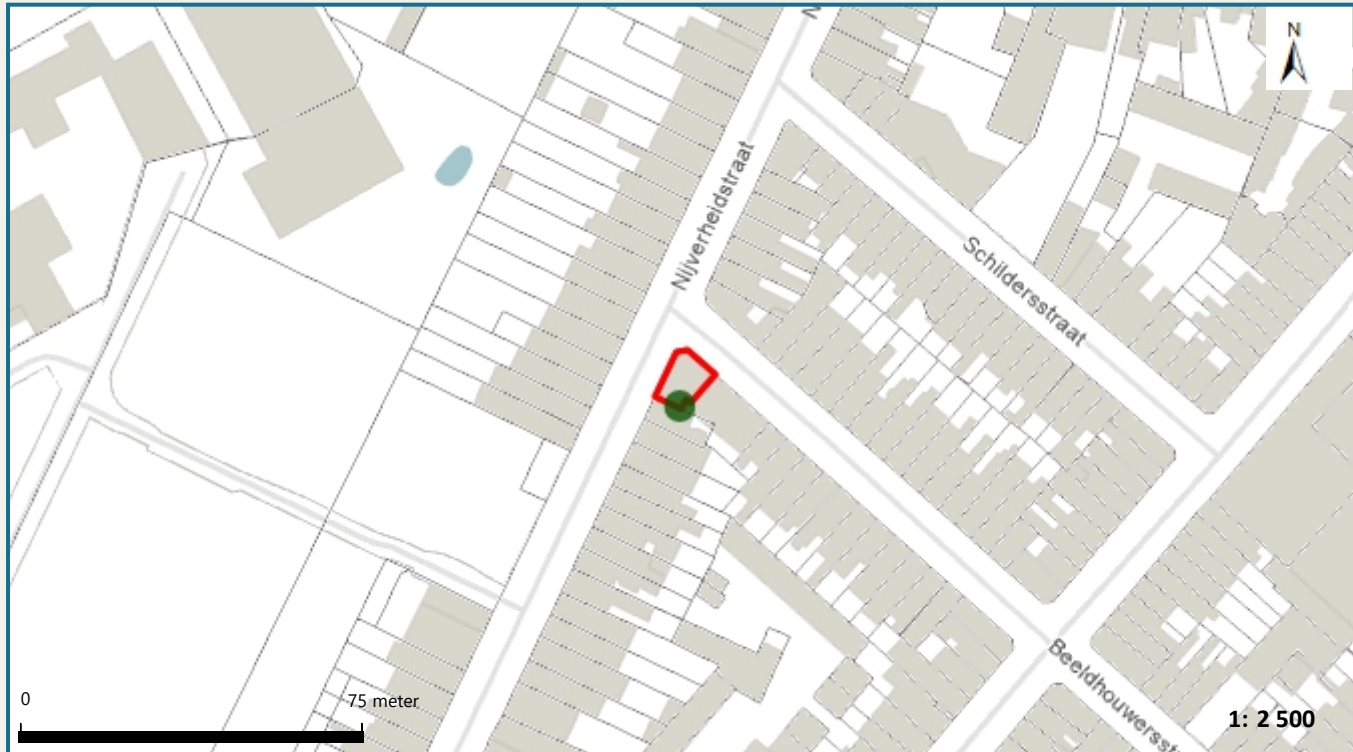 N
Nijverheidstraat
Schildersstraat
Beeldhouwersst
0
75 meter
1: 2 500